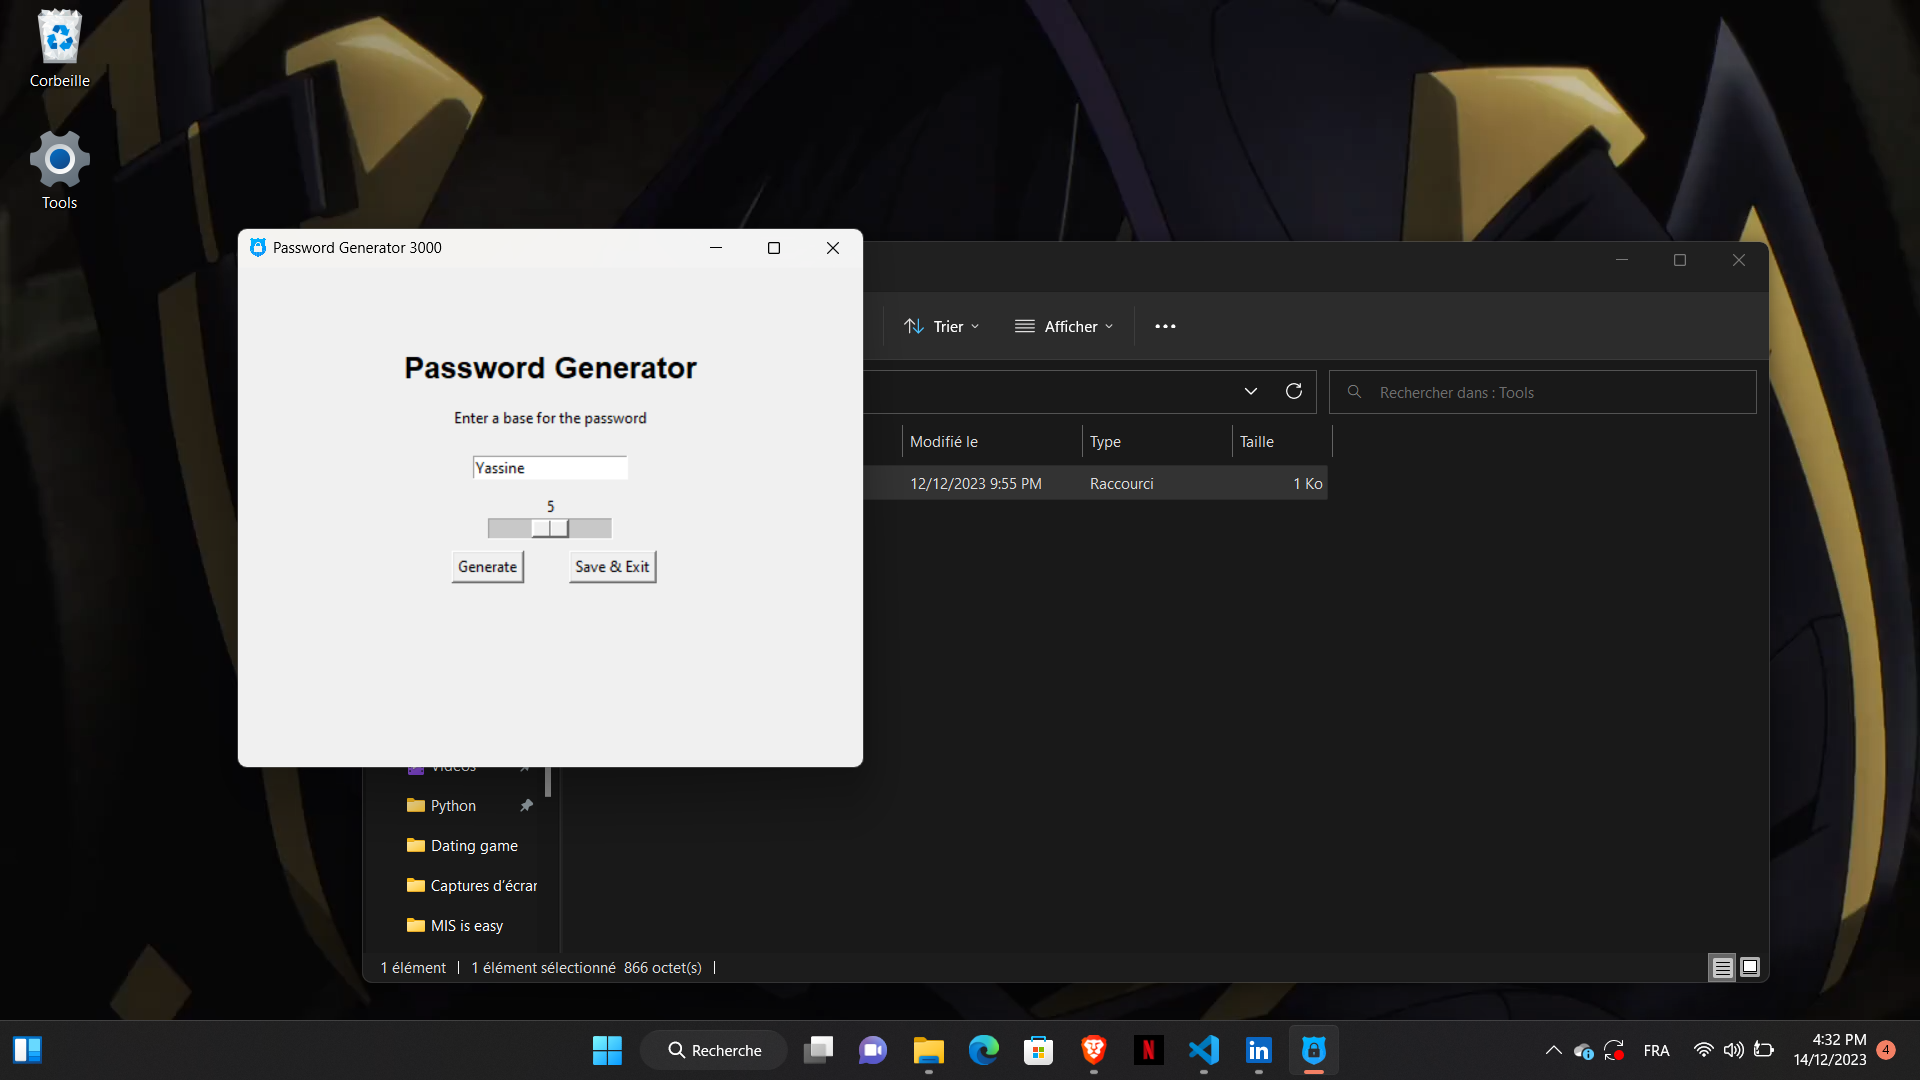 Corbeille
Tools
Password Generator 3000
Password Generator
Enter a base for the password
Yassine
5
Generate
Save & Exit
Trier
Afficher
Rechercher dans : Tools
Modifié le
Type
Taille
12/12/2023 9:55 PM
Raccourci
1 Ko
Vidéos
Python
Dating game
Captures d'écran
MIS is easy
1 élément
1 élément sélectionné 866 octet(s)
Recherche
FRA
4:32 PM
14/12/2023
4